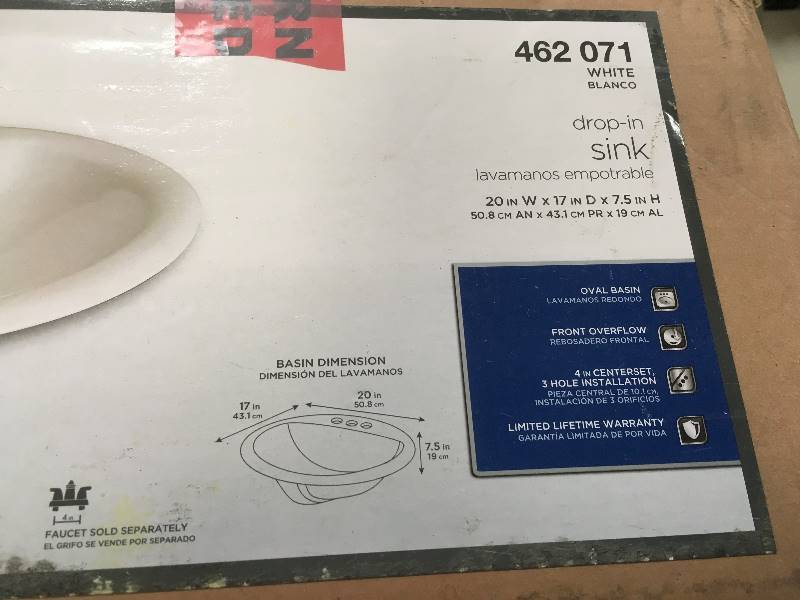 RN
ED
462 071
WHITE
BLANCO
drop-in
sink
lavamanos empotrable
20 IN W x 17 IN D x 7.5 IN H
50.8 CM AN x 43.1 CM PR x 19 CM AL
OVAL BASIN
LAVAMANOS REDONDO
FRONT OVERFLOW
REBOSADERO FRONTAL
4 IN CENTERSET,
3 HOLE INSTALLATION
PIEZA CENTRAL DE 10.1 CM,
INSTALACIÓN DE 3 ORIFICIOS
LIMITED LIFETIME WARRANTY
GARANTÍA LIMITADA DE POR VIDA
BASIN DIMENSION
DIMENSIÓN DEL LAVAMANOS
17 in
43.1 cm
20 in
50.8 cm
7.5 in
19 cm
4 in
FAUCET SOLD SEPARATELY
EL GRIFO SE VENDE POR SEPARADO